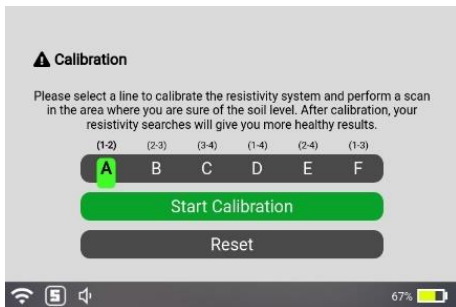 Calibration
Please select a line to calibrate the resistivity system and perform a scan
in the area where you are sure of the soil level. After calibration, your
resistivity searches will give you more healthy results.
(1-2) (2-3) (3-4) (1-4) (2-4) (1-3)
A B C D E F
Start Calibration
Reset
5 67%